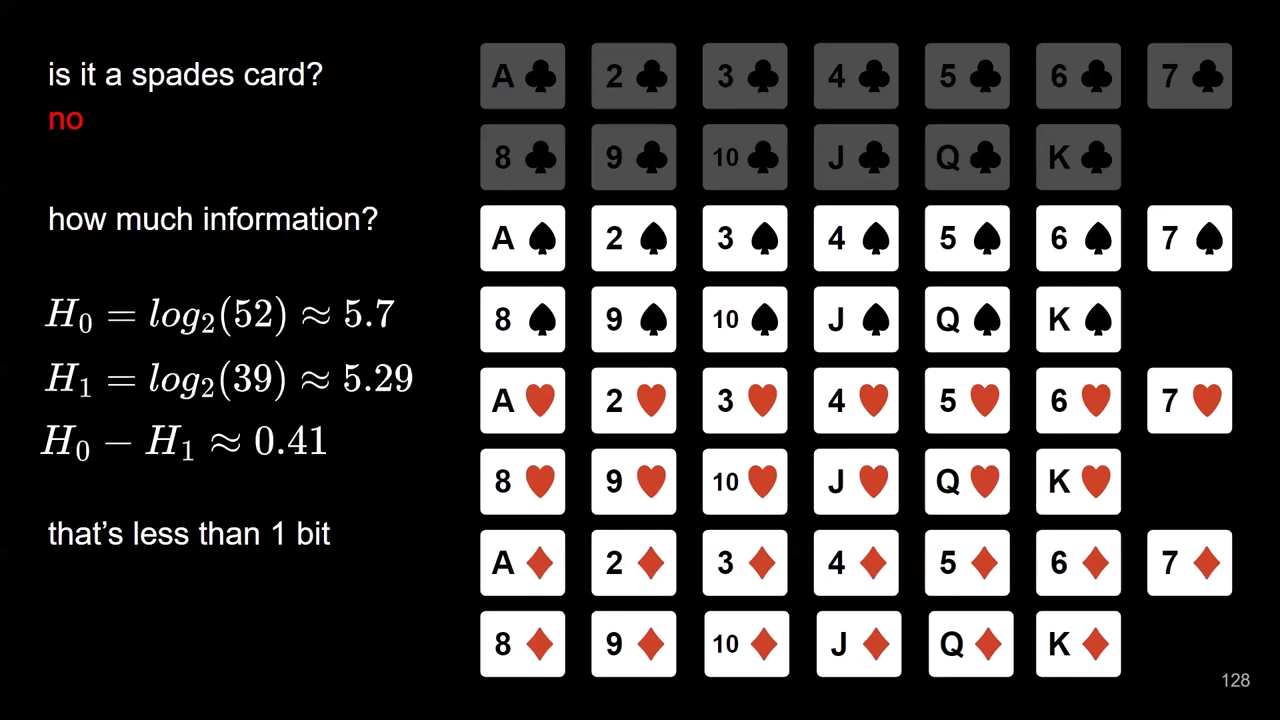 is it a spades card?
no
how much information?
H₀ = log₂(52) ≈ 5.7
H₁ = log₂(39) ≈ 5.29
H₀ − H₁ ≈ 0.41
that's less than 1 bit
A♣ 2♣ 3♣ 4♣ 5♣ 6♣ 7♣
8♣ 9♣ 10♣ J♣ Q♣ K♣
A♠ 2♠ 3♠ 4♠ 5♠ 6♠ 7♠
8♠ 9♠ 10♠ J♠ Q♠ K♠
A♥ 2♥ 3♥ 4♥ 5♥ 6♥ 7♥
8♥ 9♥ 10♥ J♥ Q♥ K♥
A♦ 2♦ 3♦ 4♦ 5♦ 6♦ 7♦
8♦ 9♦ 10♦ J♦ Q♦ K♦
128